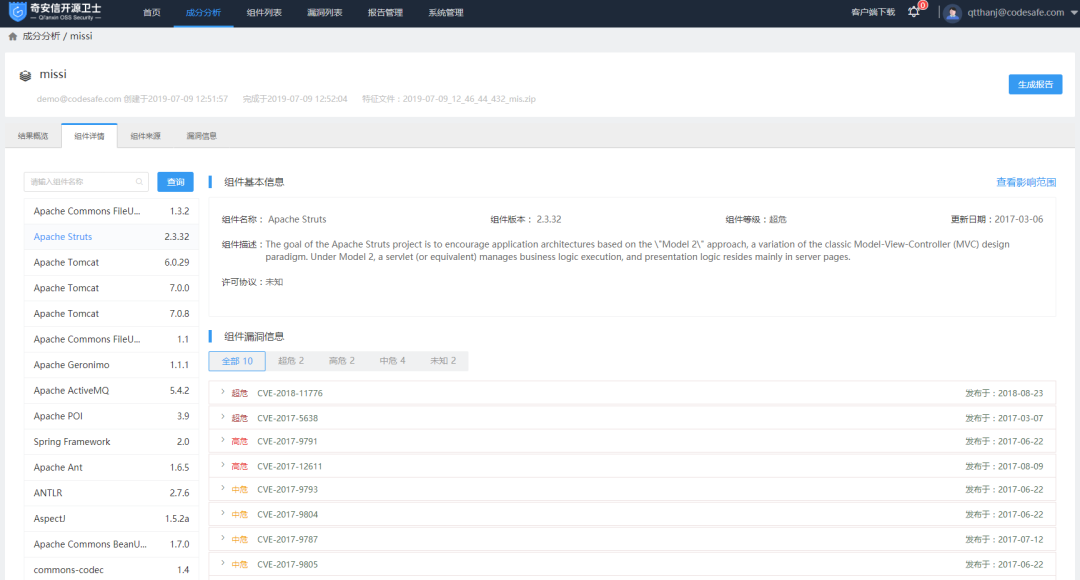 奇安信开源卫士
— Qi'anxin OSS Security —
首页 成分分析 组件列表 漏洞列表 报告管理 系统管理 客户端下载 0 qtthanj@codesafe.com
成分分析 / missi
missi
demo@codesafe.com 创建于2019-07-09 12:51:57 完成于2019-07-09 12:52:04 特征文件：2019-07-09_12_46_44_432_mis.zip
生成报告
结果概览 组件详情 组件来源 漏洞信息
请输入组件名称 查询
Apache Commons FIleU... 1.3.2
Apache Struts 2.3.32
Apache Tomcat 6.0.29
Apache Tomcat 7.0.0
Apache Tomcat 7.0.8
Apache Commons FIleU... 1.1
Apache Geronimo 1.1.1
Apache ActiveMQ 5.4.2
Apache POI 3.9
Spring Framework 2.0
Apache Ant 1.6.5
ANTLR 2.7.6
AspectJ 1.5.2a
Apache Commons BeanU... 1.7.0
commons-codec 1.4
组件基本信息 查看影响范围
组件名称： Apache Struts 组件版本： 2.3.32 组件等级：超危 更新日期：2017-03-06
组件描述：The goal of the Apache Struts project is to encourage application architectures based on the \"Model 2\" approach, a variation of the classic Model-View-Controller (MVC) design
paradigm. Under Model 2, a servlet (or equivalent) manages business logic execution, and presentation logic resides mainly in server pages.
许可协议：未知
组件漏洞信息
全部 10 超危 2 高危 2 中危 4 未知 2
超危 CVE-2018-11776 发布于：2018-08-23
超危 CVE-2017-5638 发布于：2017-03-07
高危 CVE-2017-9791 发布于：2017-06-22
高危 CVE-2017-12611 发布于：2017-08-09
中危 CVE-2017-9793 发布于：2017-06-22
中危 CVE-2017-9804 发布于：2017-06-22
中危 CVE-2017-9787 发布于：2017-07-12
中危 CVE-2017-9805 发布于：2017-06-22